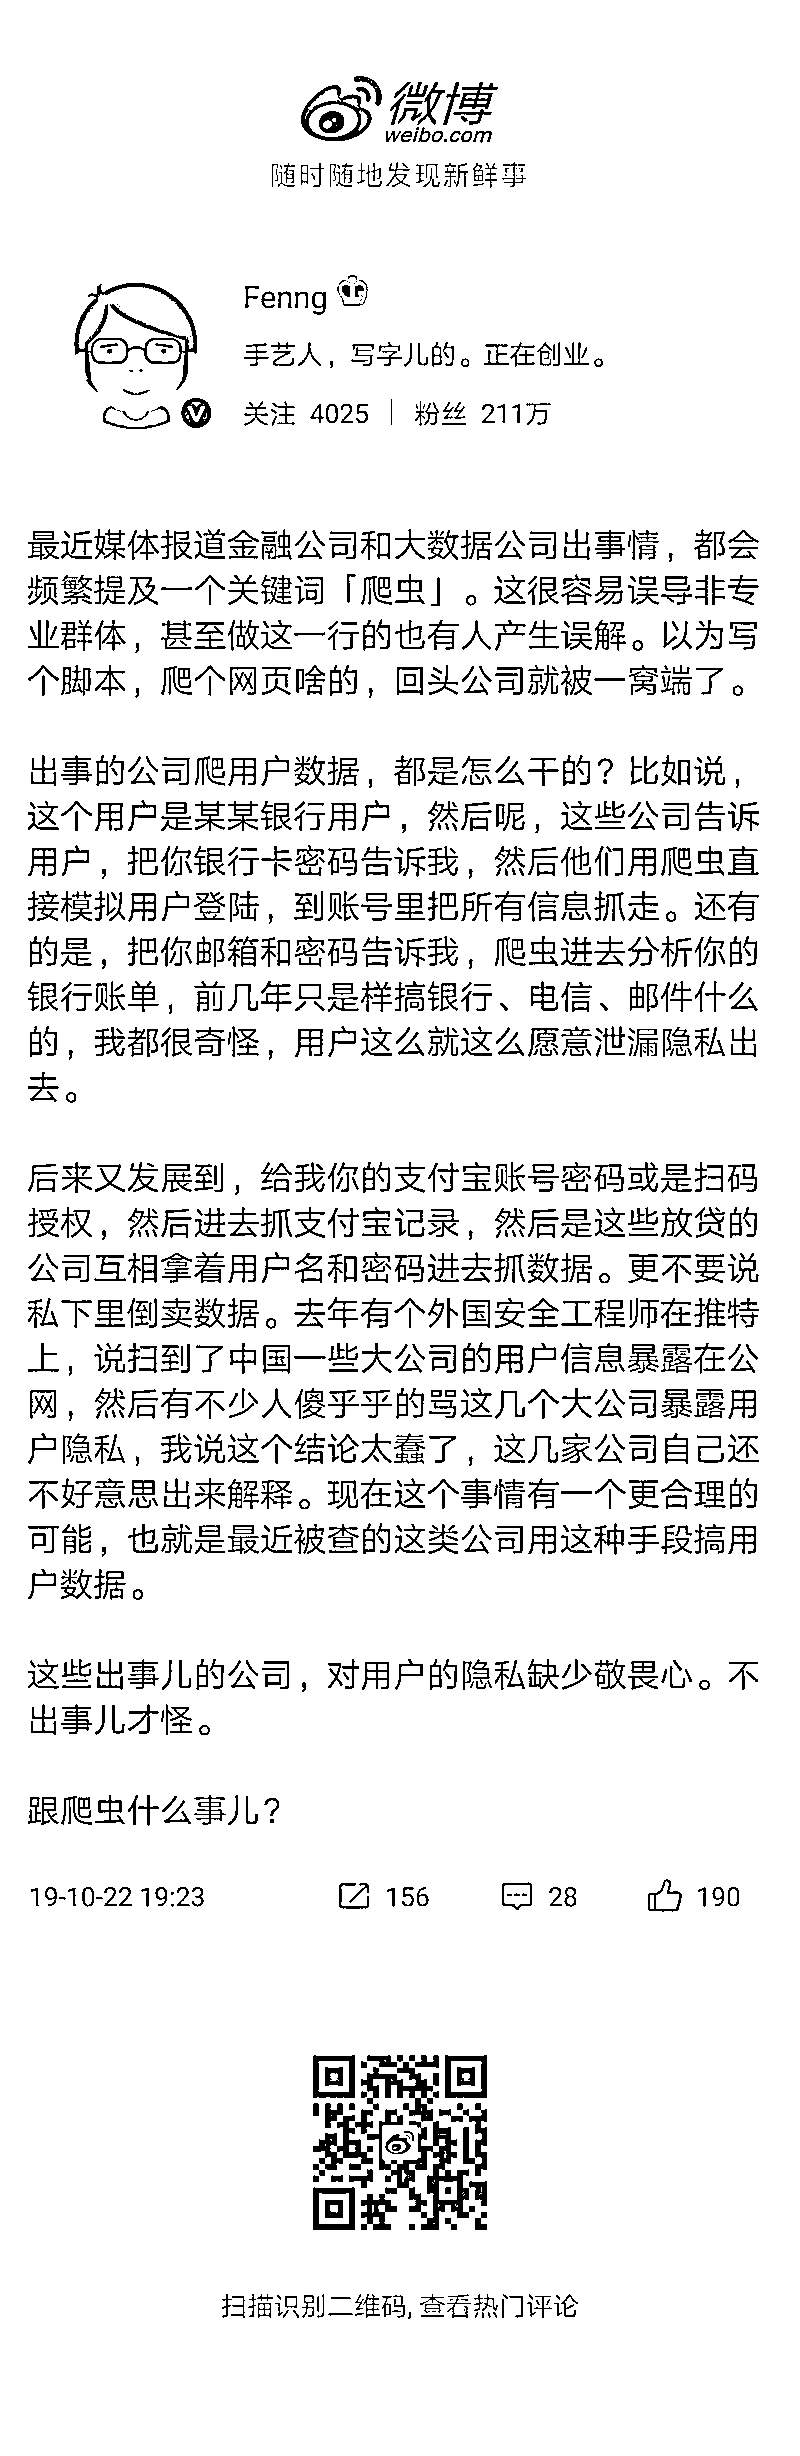 微博
weibo.com
随时随地发现新鲜事
Fenng
手艺人，写字儿的。正在创业。
关注 4025 | 粉丝 211万
最近媒体报道金融公司和大数据公司出事情，都会
频繁提及一个关键词「爬虫」。这很容易误导非专
业群体，甚至做这一行的也有人产生误解。以为写
个脚本，爬个网页啥的，回头公司就被一窝端了。
出事的公司爬用户数据，都是怎么干的？比如说，
这个用户是某某银行用户，然后呢，这些公司告诉
用户，把你银行卡密码告诉我，然后他们用爬虫直
接模拟用户登陆，到账号里把所有信息抓走。还有
的是，把你邮箱和密码告诉我，爬虫进去分析你的
银行账单，前几年只是样搞银行、电信、邮件什么
的，我都很奇怪，用户这么就这么愿意泄漏隐私出
去。
后来又发展到，给我你的支付宝账号密码或是扫码
授权，然后进去抓支付宝记录，然后是这些放贷的
公司互相拿着用户名和密码进去抓数据。更不要说
私下里倒卖数据。去年有个外国安全工程师在推特
上，说扫到了中国一些大公司的用户信息暴露在公
网，然后有不少人傻乎乎的骂这几个大公司暴露用
户隐私，我说这个结论太蠢了，这几家公司自己还
不好意思出来解释。现在这个事情有一个更合理的
可能，也就是最近被查的这类公司用这种手段搞用
户数据。
这些出事儿的公司，对用户的隐私缺少敬畏心。不
出事儿才怪。
跟爬虫什么事儿？
19-10-22 19:23 156 28 190
扫描识别二维码, 查看热门评论